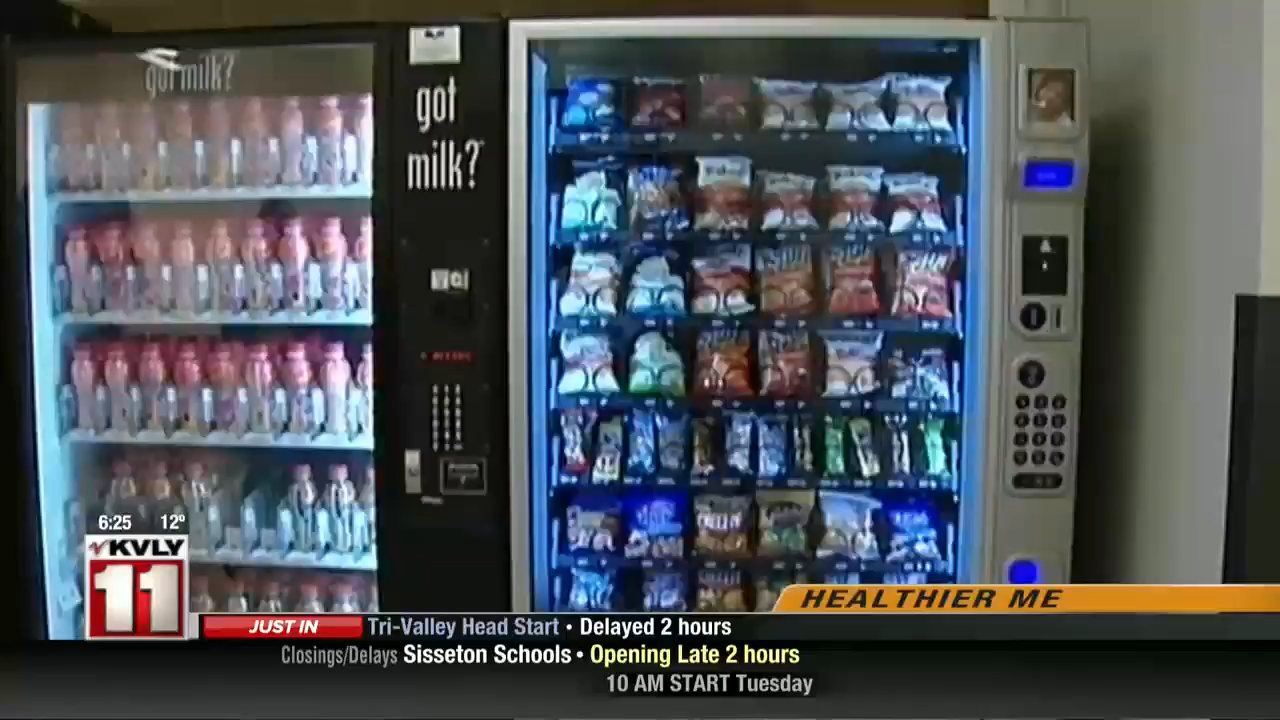 got milk?
got
milk?
HEALTHIER ME
6:25 12°
KVLY
11
JUST IN Tri-Valley Head Start • Delayed 2 hours
Closings/Delays Sisseton Schools • Opening Late 2 hours
10 AM START Tuesday